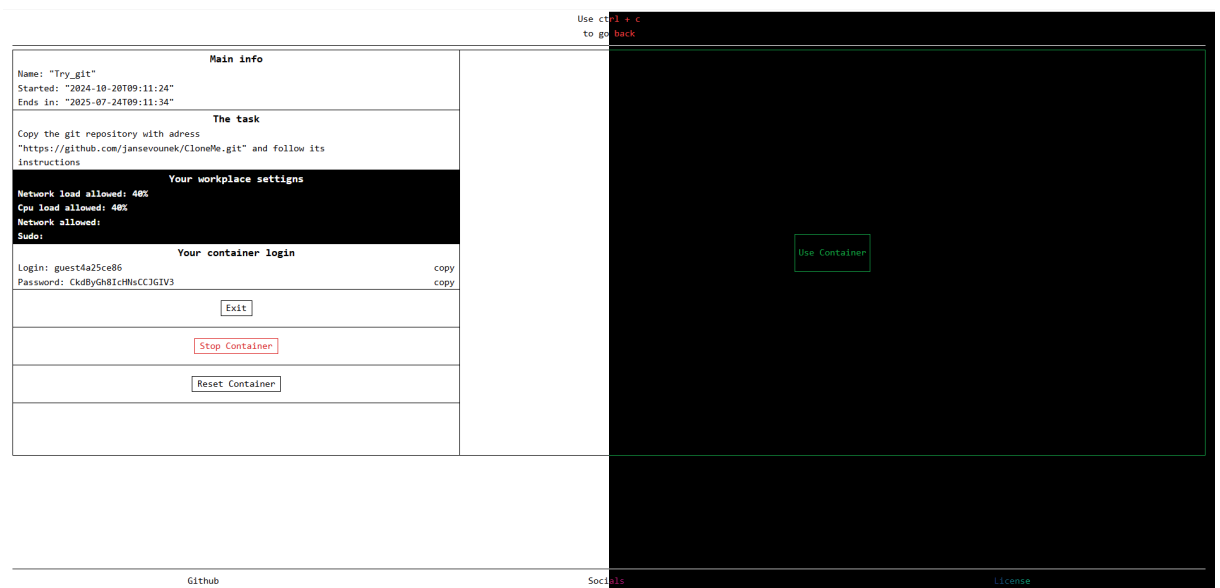 Use ctrl + c
to go back
Main info
Name: "Try_git"
Started: "2024-10-20T09:11:24"
Ends in: "2025-07-24T09:11:34"
The task
Copy the git repository with adress
"https://github.com/jansevounek/CloneMe.git" and follow its
instructions
Your workplace settigns
Network load allowed: 40%
Cpu load allowed: 40%
Network allowed:
Sudo:
Your container login
Login: guest4a25ce86 copy
Password: CkdByGh8IcHNsCCJGIV3 copy
Exit
Stop Container
Reset Container
Use Container
Github Socials License